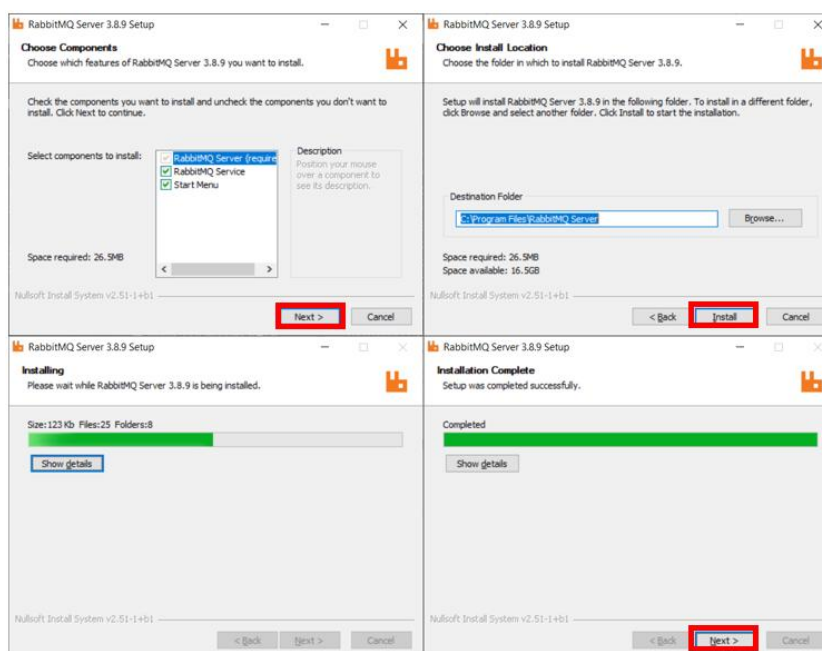 RabbitMQ Server 3.8.9 Setup
Choose Components
Choose which features of RabbitMQ Server 3.8.9 you want to install.
Check the components you want to install and uncheck the components you don't want to
install. Click Next to continue.
Select components to install:
RabbitMQ Server (require
RabbitMQ Service
Start Menu
Description
Position your mouse
over a component to
see its description.
Space required: 26.5MB
Nullsoft Install System v2.51-1+b1
Next >
Cancel
RabbitMQ Server 3.8.9 Setup
Choose Install Location
Choose the folder in which to install RabbitMQ Server 3.8.9.
Setup will install RabbitMQ Server 3.8.9 in the following folder. To install in a different folder,
click Browse and select another folder. Click Install to start the installation.
Destination Folder
C:\Program Files\RabbitMQ Server
Browse...
Space required: 26.5MB
Space available: 16.5GB
Nullsoft Install System v2.51-1+b1
< Back
Install
Cancel
RabbitMQ Server 3.8.9 Setup
Installing
Please wait while RabbitMQ Server 3.8.9 is being installed.
Size:123 Kb Files:25 Folders:8
Show details
Nullsoft Install System v2.51-1+b1
< Back
Next >
Cancel
RabbitMQ Server 3.8.9 Setup
Installation Complete
Setup was completed successfully.
Completed
Show details
Nullsoft Install System v2.51-1+b1
< Back
Next >
Cancel